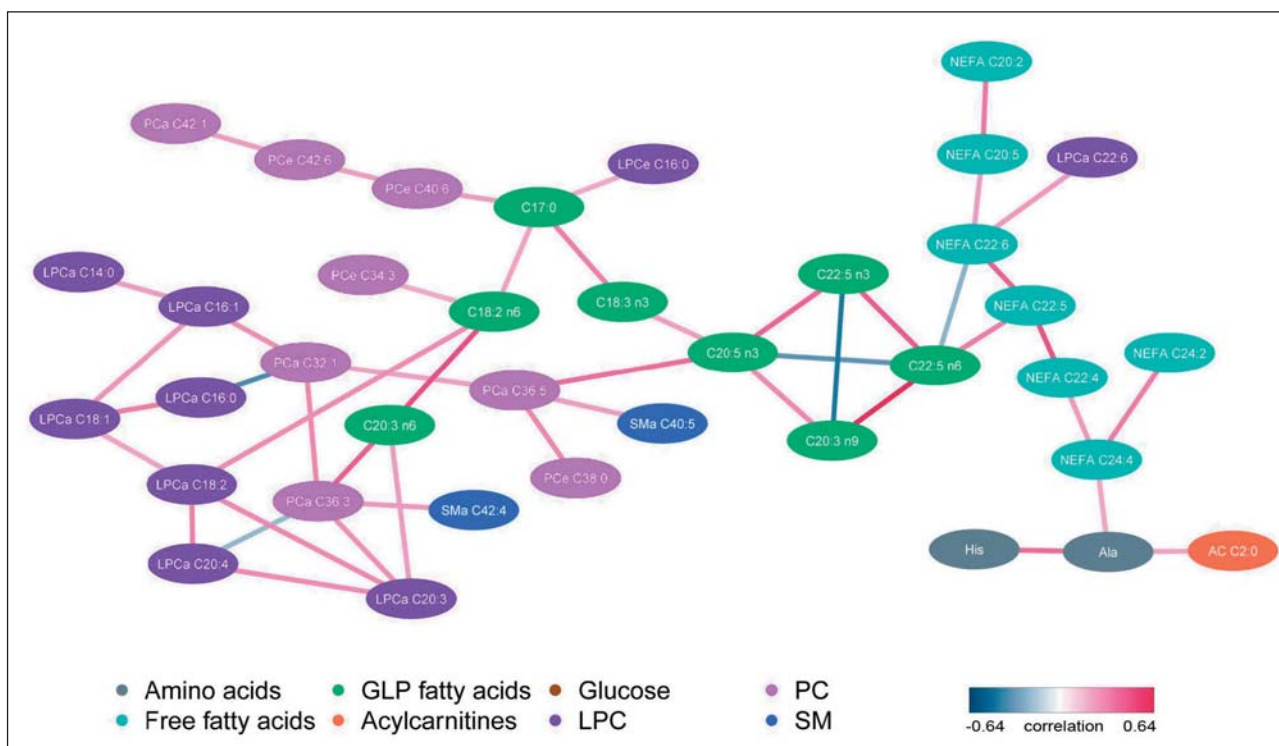 NEFA C20:2
PCa C42:1
PCe C42:6
NEFA C20:5
LPCa C22:6
LPCe C16:0
PCe C40:6
C17:0
NEFA C22:6
LPCa C14:0
PCe C34:3
C22:5 n3
LPCa C16:1
C18:3 n3
NEFA C22:5
C18:2 n6
PCa C32:1
C20:5 n3
C22:5 n6
NEFA C24:2
NEFA C22:4
LPCa C16:0
PCa C36:5
LPCa C18:1
C20:3 n6
SMa C40:5
C20:3 n9
NEFA C24:4
PCe C38:0
LPCa C18:2
PCa C36:3
SMa C42:4
LPCa C20:4
His
Ala
AC C2:0
LPCa C20:3
Amino acids
GLP fatty acids
Glucose
PC
Free fatty acids
Acylcarnitines
LPC
SM
-0.64 correlation 0.64